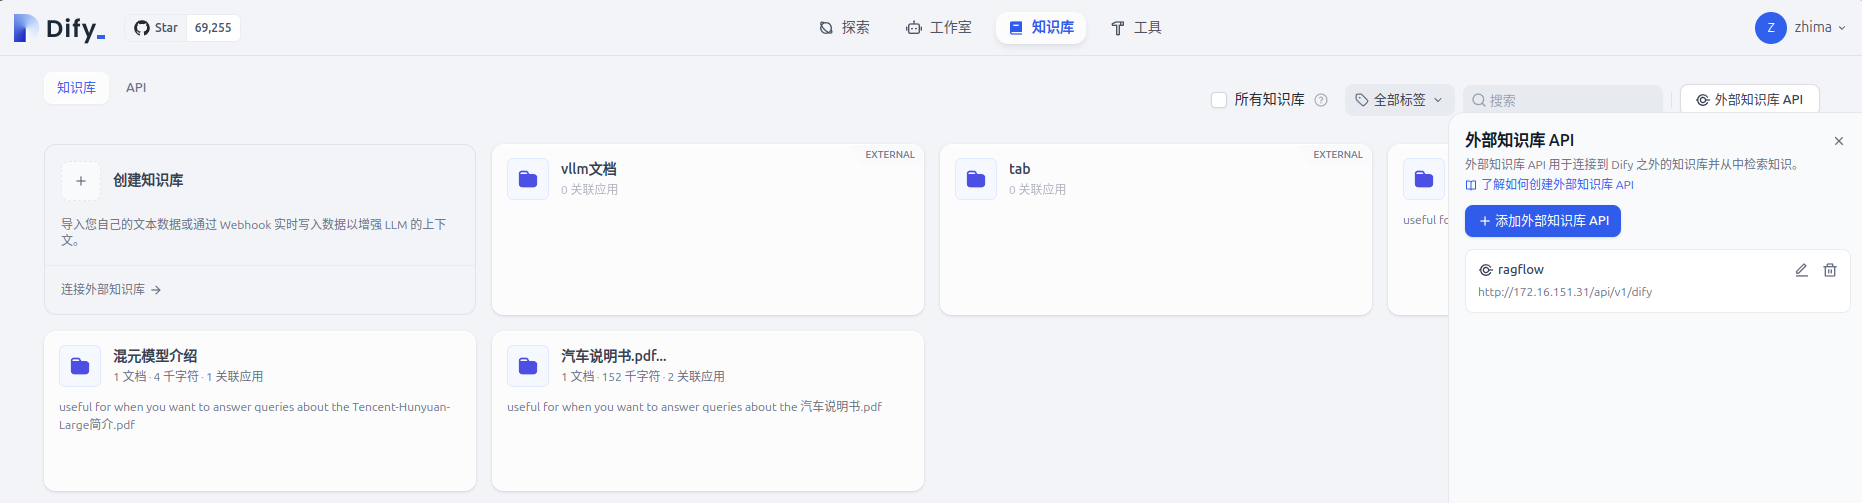 Dify_
Star 69,255
探索
工作室
知识库
工具
Z
zhima
知识库
API
所有知识库
全部标签
搜索
外部知识库 API
创建知识库
导入您自己的文本数据或通过 Webhook 实时写入数据以增强 LLM 的上下
文。
连接外部知识库
EXTERNAL
vllm文档
0 关联应用
EXTERNAL
tab
0 关联应用
useful fo
混元模型介绍
1 文档 · 4 千字符 · 1 关联应用
useful for when you want to answer queries about the Tencent-Hunyuan-
Large简介.pdf
汽车说明书.pdf...
1 文档 · 152 千字符 · 2 关联应用
useful for when you want to answer queries about the 汽车说明书.pdf
外部知识库 API
外部知识库 API 用于连接到 Dify 之外的知识库并从中检索知识。
了解如何创建外部知识库 API
添加外部知识库 API
ragflow
http://172.16.151.31/api/v1/dify